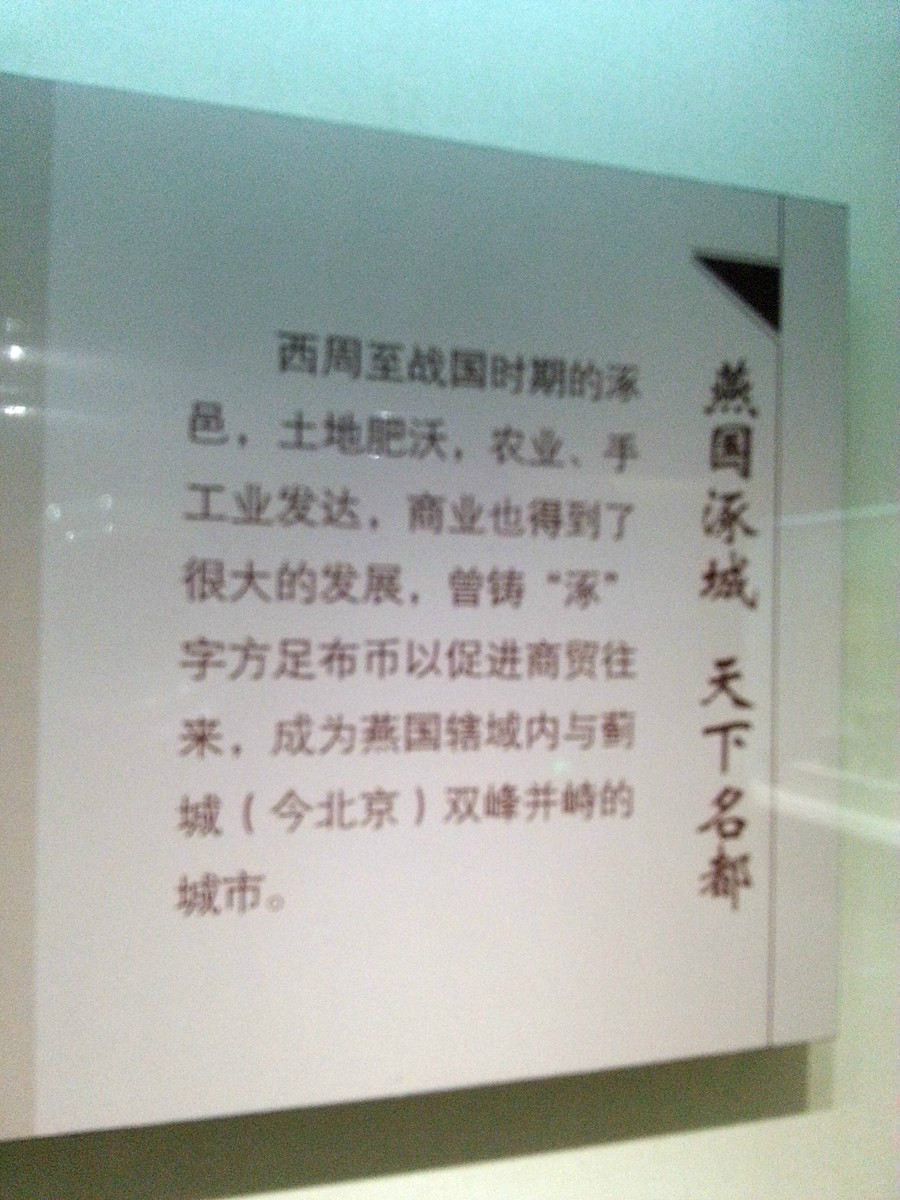 燕国涿城 天下名都
西周至战国时期的涿
邑，土地肥沃，农业、手
工业发达，商业也得到了
很大的发展，曾铸“涿”
字方足布币以促进商贸往
来，成为燕国辖域内与蓟
城（今北京）双峰并峙的
城市。